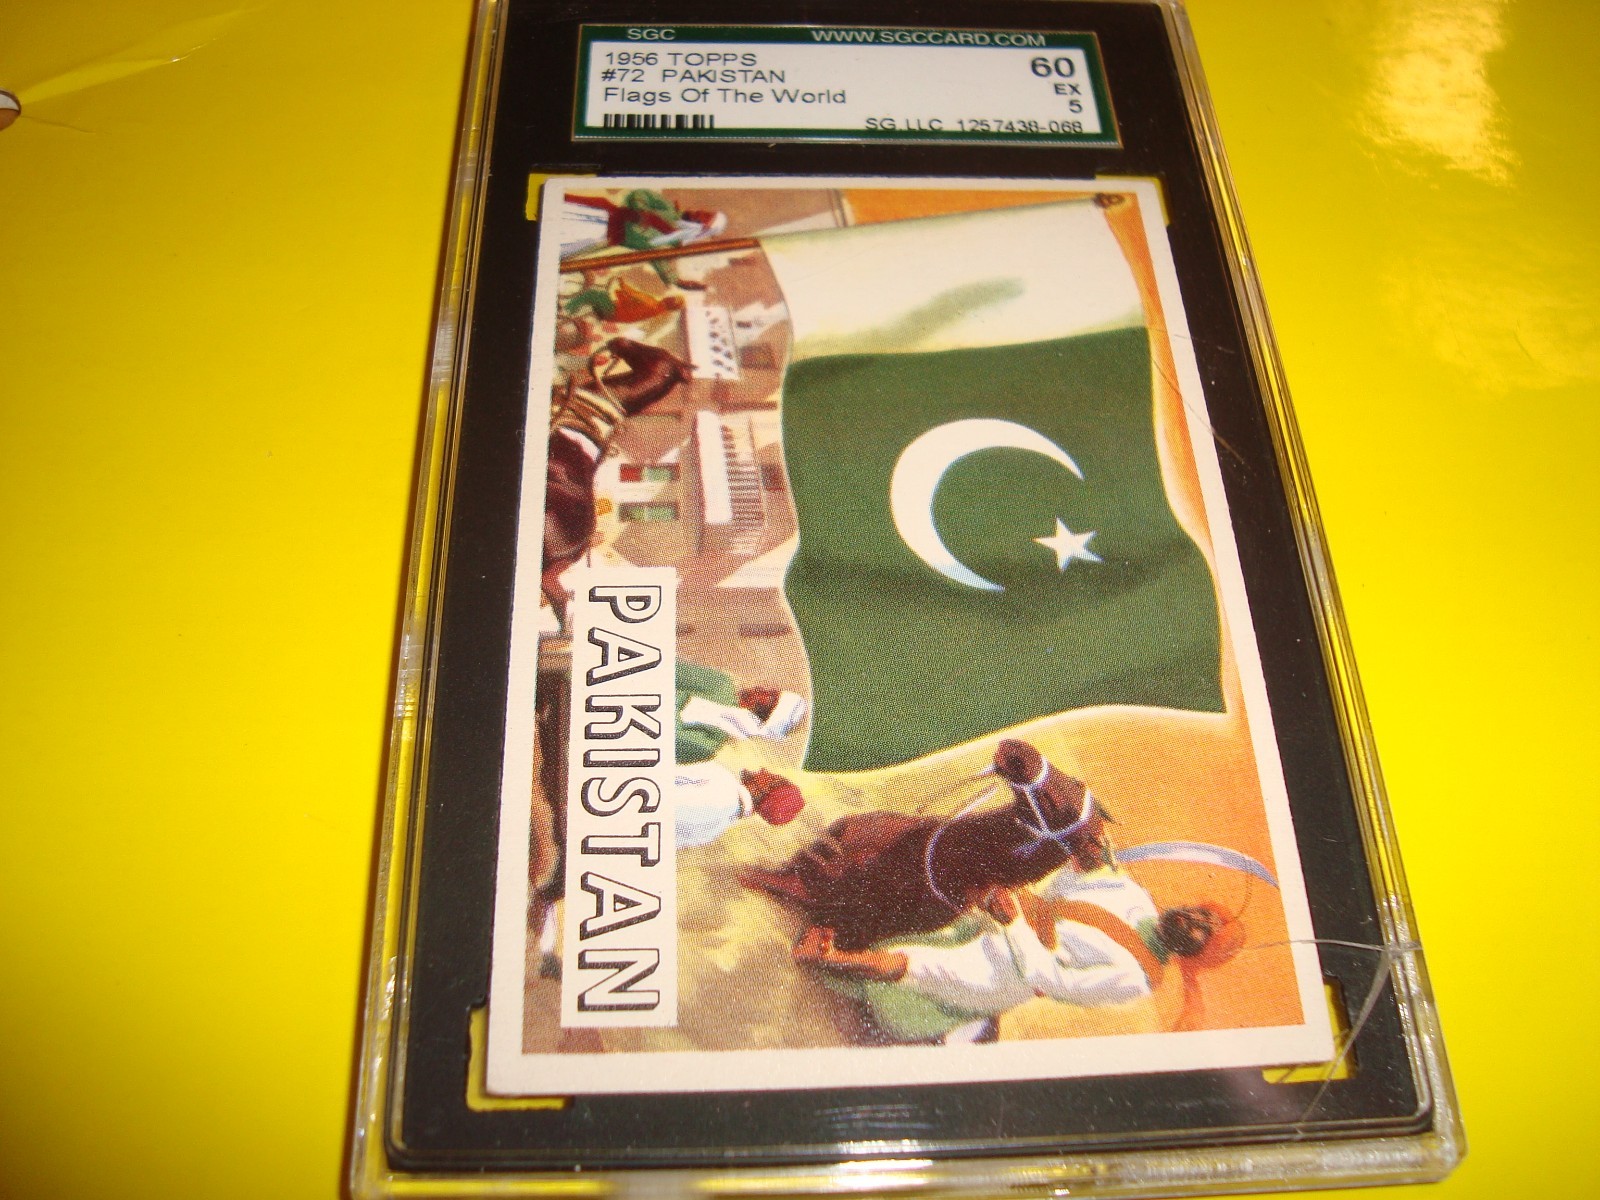 SGC WWW.SGCCARD.COM
1956 TOPPS 60
#72 PAKISTAN EX
Flags Of The World 5
SG,LLC 1257438-068
PAKISTAN